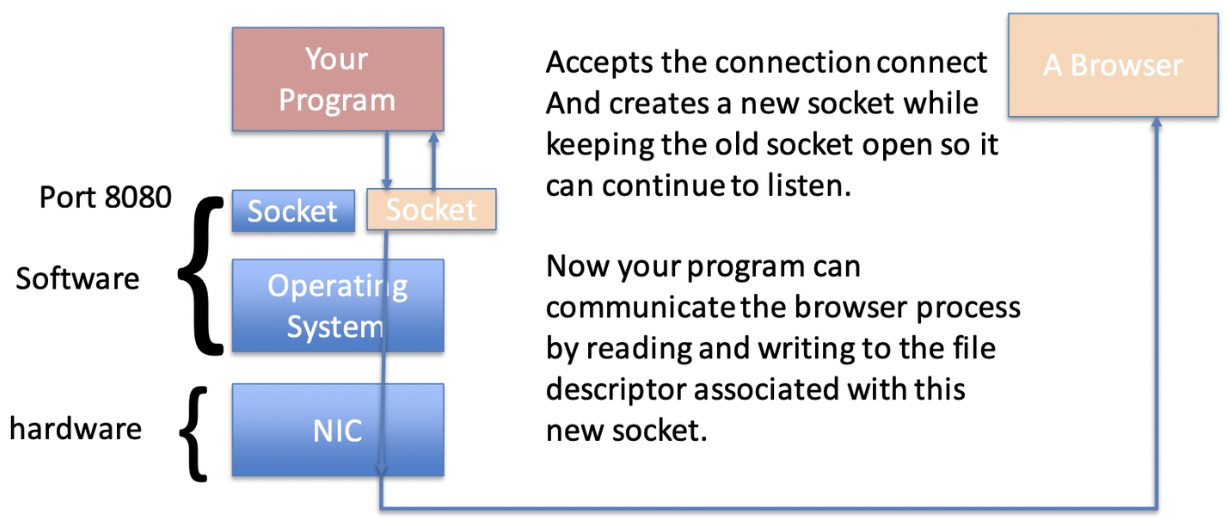 Your
Program
Accepts the connection connect
And creates a new socket while
keeping the old socket open so it
can continue to listen.
A Browser
Port 8080
Socket
Socket
Software
Operating
System
Now your program can
communicate the browser process
by reading and writing to the file
descriptor associated with this
new socket.
hardware
NIC